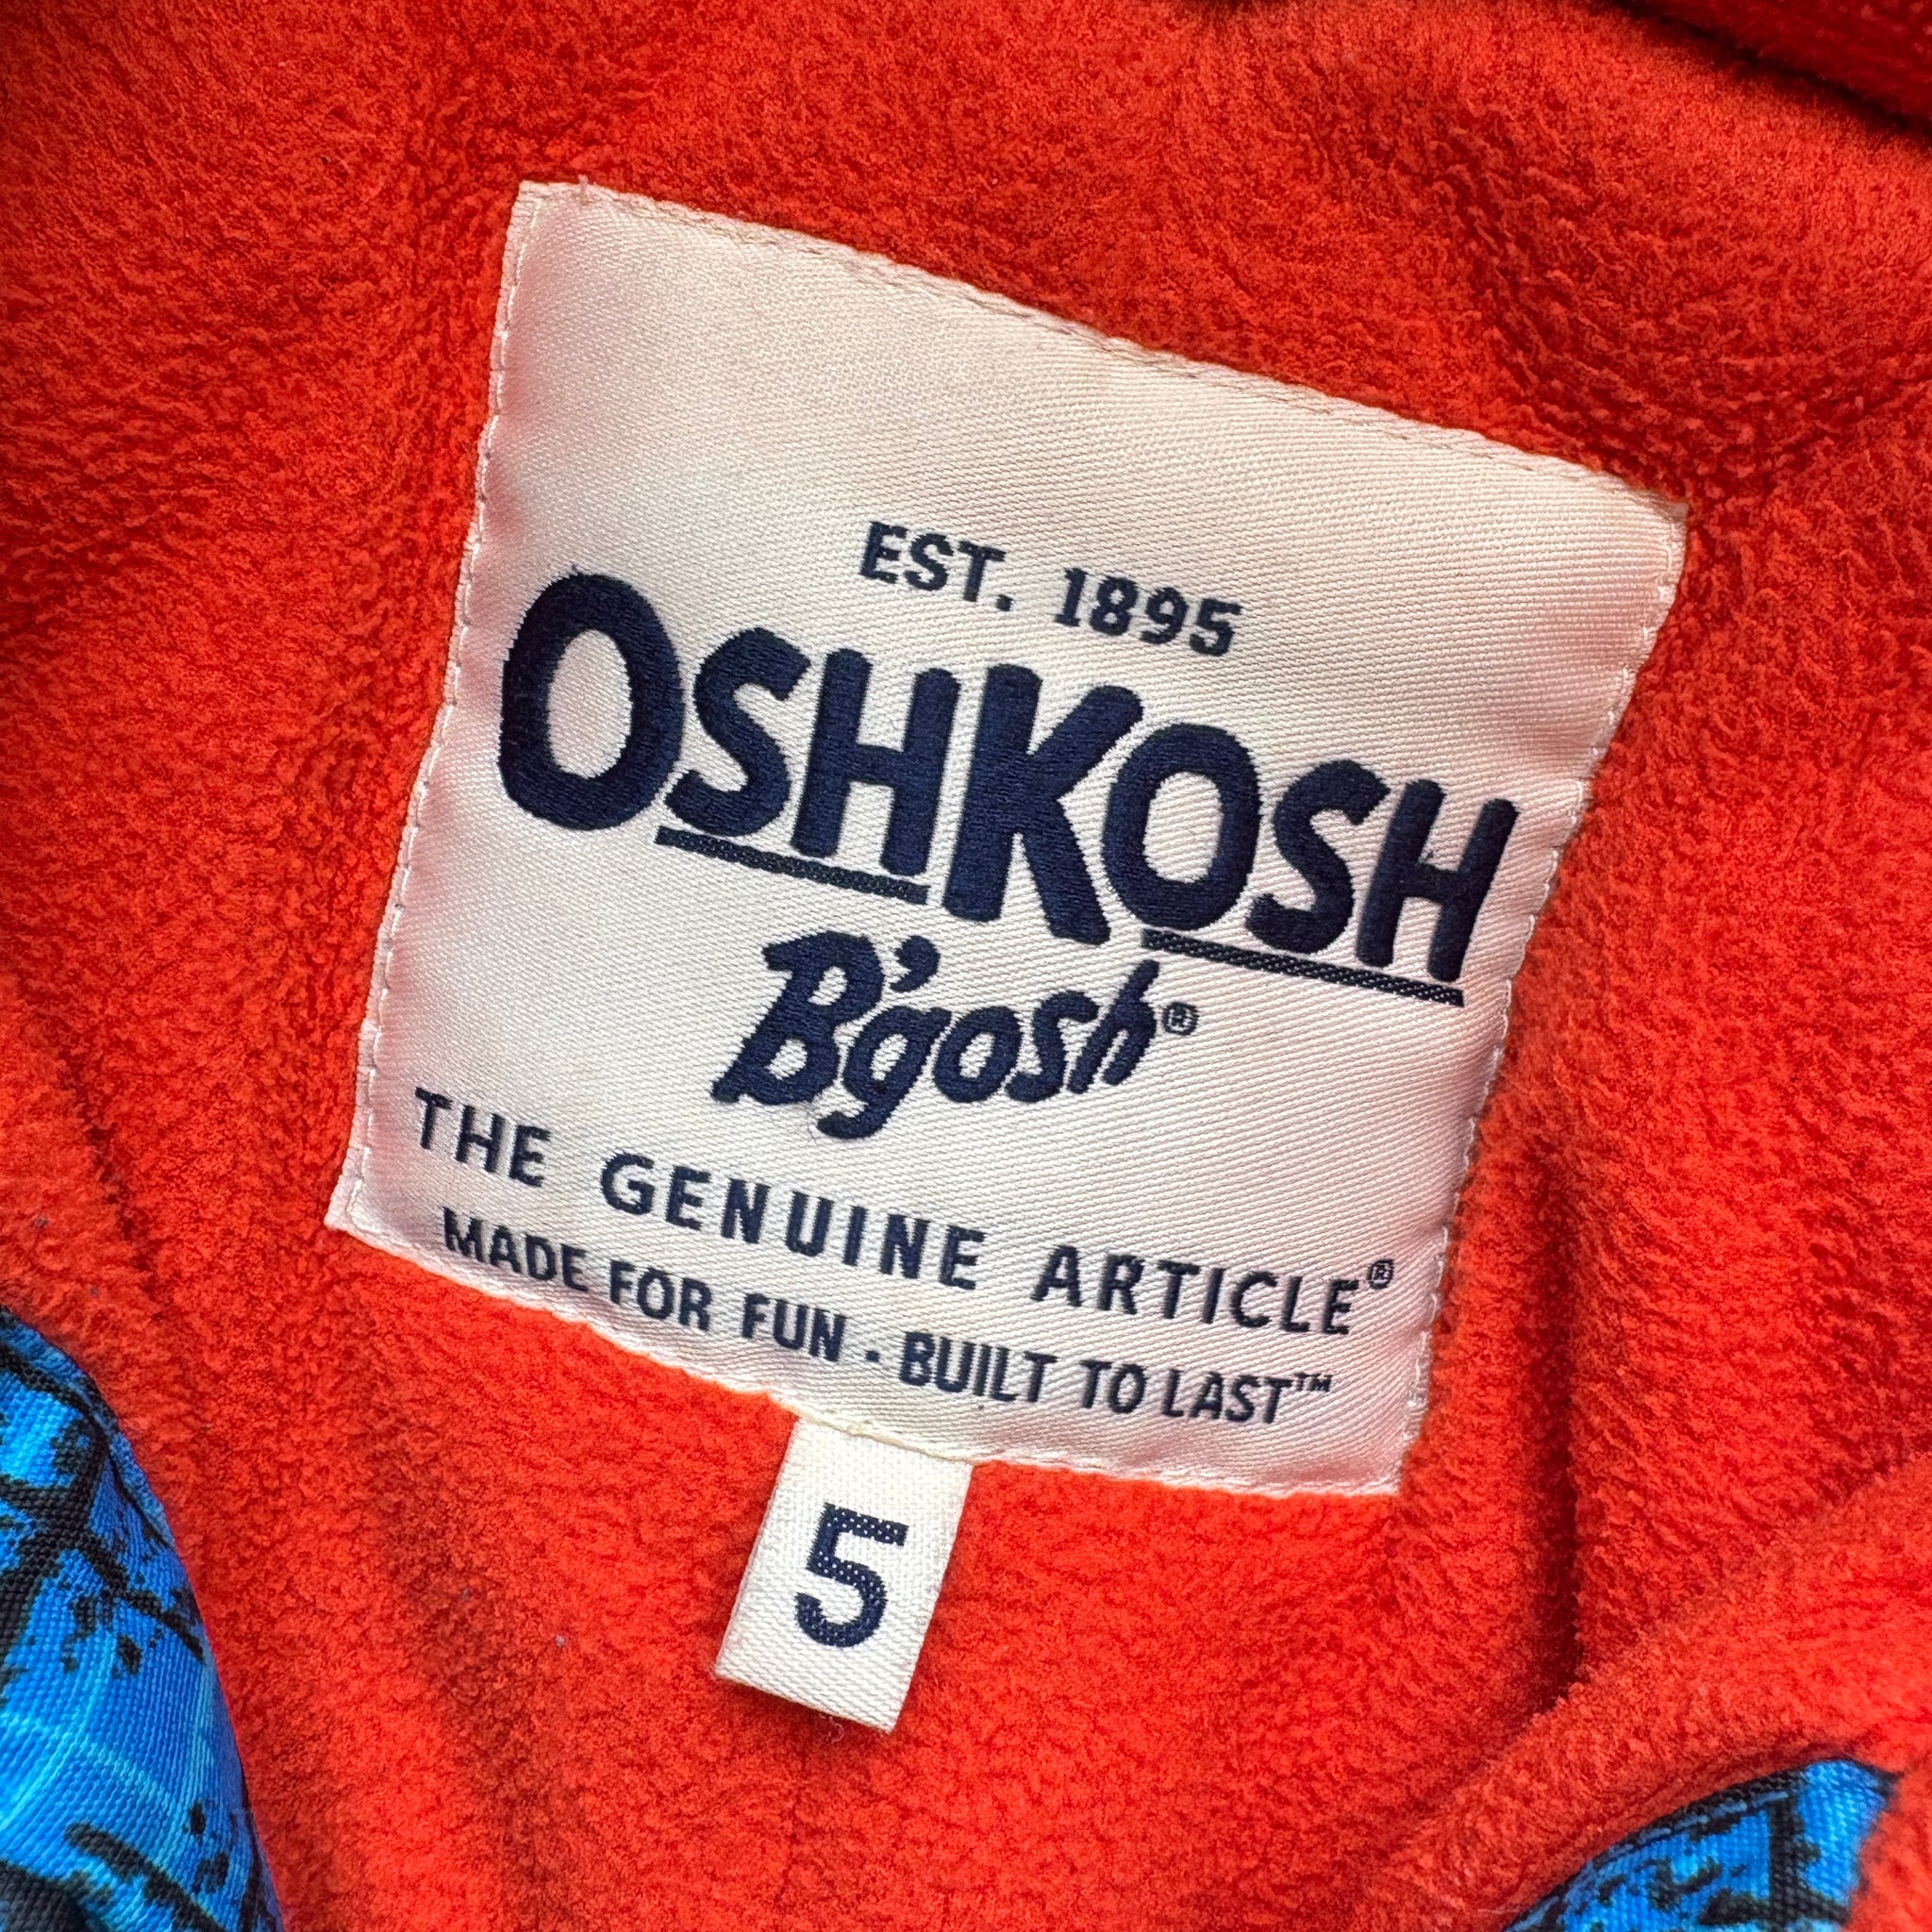 EST. 1895
OSHKOSH
B'gosh®
THE GENUINE ARTICLE®
MADE FOR FUN . BUILT TO LAST™
5